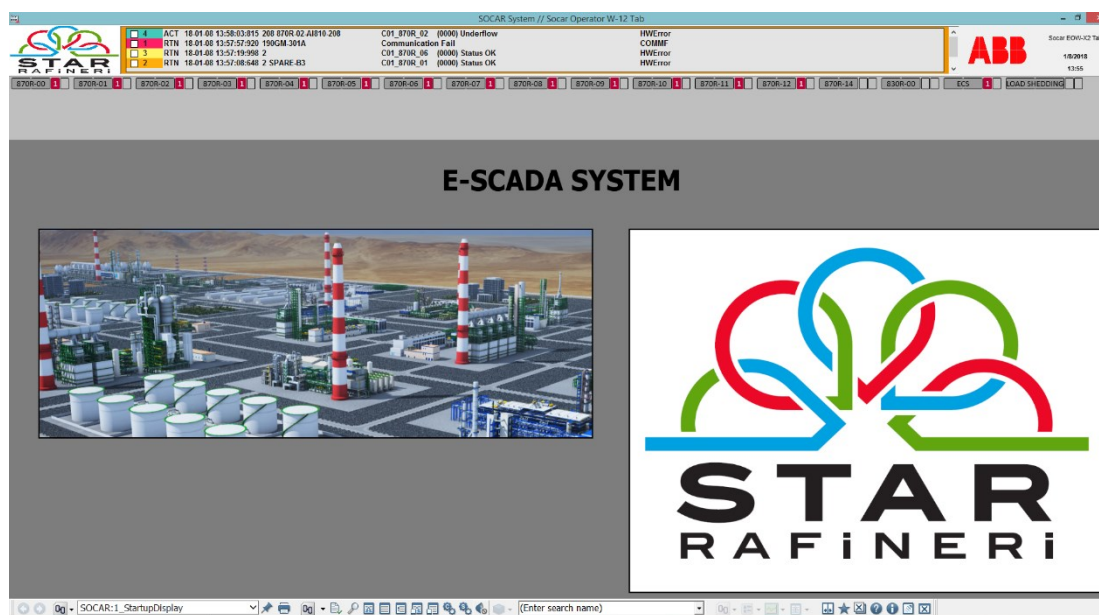 SOCAR System // Socar Operator W-12 Tab
STAR
RAFİNERİ
4 ACT 18-01-08 13:58:03:815 208 870R-02-AI810-208 C01_870R_02 (0000) Underflow HWError
1 RTN 18-01-08 13:57:57:920 190GM-301A Communication Fail COMMF
3 RTN 18-01-08 13:57:19:998 2 C01_870R_06 (0000) Status OK HWError
2 RTN 18-01-08 13:57:08:648 2 SPARE-B3 C01_870R_01 (0000) Status OK HWError
ABB
Socar EOW-X2 Ta
1/8/2018
13:55
870R-00 1 870R-01 1 870R-02 1 870R-03 1 870R-04 1 870R-05 1 870R-06 1 870R-07 1 870R-08 1 870R-09 1 870R-10 1 870R-11 1 870R-12 1 870R-14 830R-00 ECS 1 LOAD SHEDDING
E-SCADA SYSTEM
STAR
RAFiNERi
SOCAR:1_StartupDisplay (Enter search name)